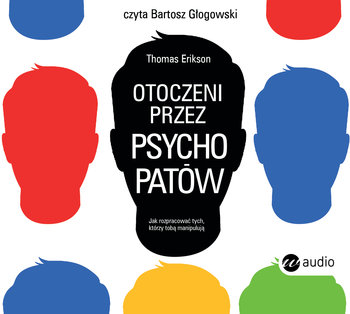 czyta Bartosz Głogowski
Thomas Erikson
OTOCZENI
PRZEZ
PSYCHO
PATÓW
Jak rozpracować tych,
którzy tobą manipulują
audio